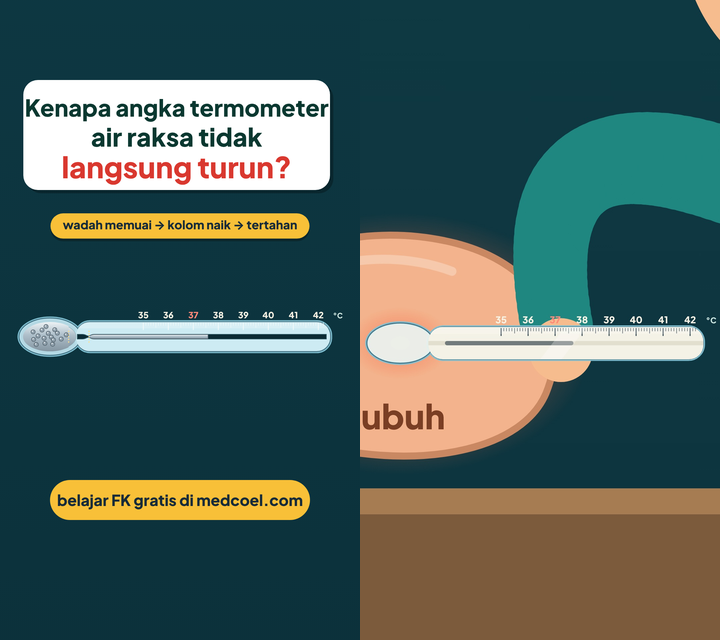 Kenapa angka termometer
air raksa tidak
langsung turun?
wadah memuai → kolom naik → tertahan
35 36 37 38 39 40 41 42 °C
belajar FK gratis di medcoel.com
35 36 37 38 39 40 41 42 °C
ubuh